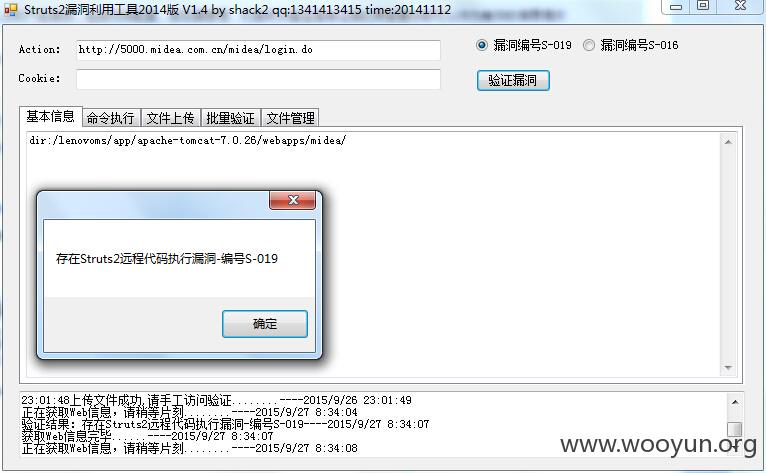 Struts2漏洞利用工具2014版 V1.4 by shack2 qq:1341413415 time:20141112
Action: http://5000.midea.com.cn/midea/login.do 漏洞编号S-019 漏洞编号S-016
Cookie: 验证漏洞
基本信息 命令执行 文件上传 批量验证 文件管理
dir:/lenovoms/app/apache-tomcat-7.0.26/webapps/midea/
存在Struts2远程代码执行漏洞-编号S-019
确定
23:01:48上传文件成功,请手工访问验证........----2015/9/26 23:01:49
正在获取Web信息，请稍等片刻........----2015/9/27 8:34:04
验证结果：存在Struts2远程代码执行漏洞-编号S-019----2015/9/27 8:34:07
获取Web信息完毕......----2015/9/27 8:34:07
正在获取Web信息，请稍等片刻........----2015/9/27 8:34:08
www.wooyun.org